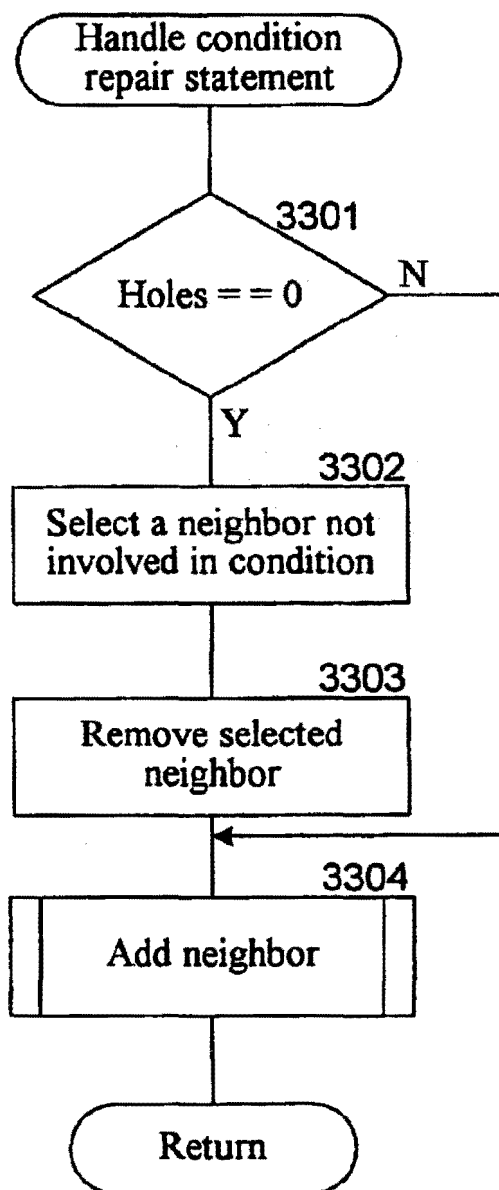 Handle condition
repair statement
3301
Holes = = 0
N
Y
3302
Select a neighbor not
involved in condition
3303
Remove selected
neighbor
3304
Add neighbor
Return